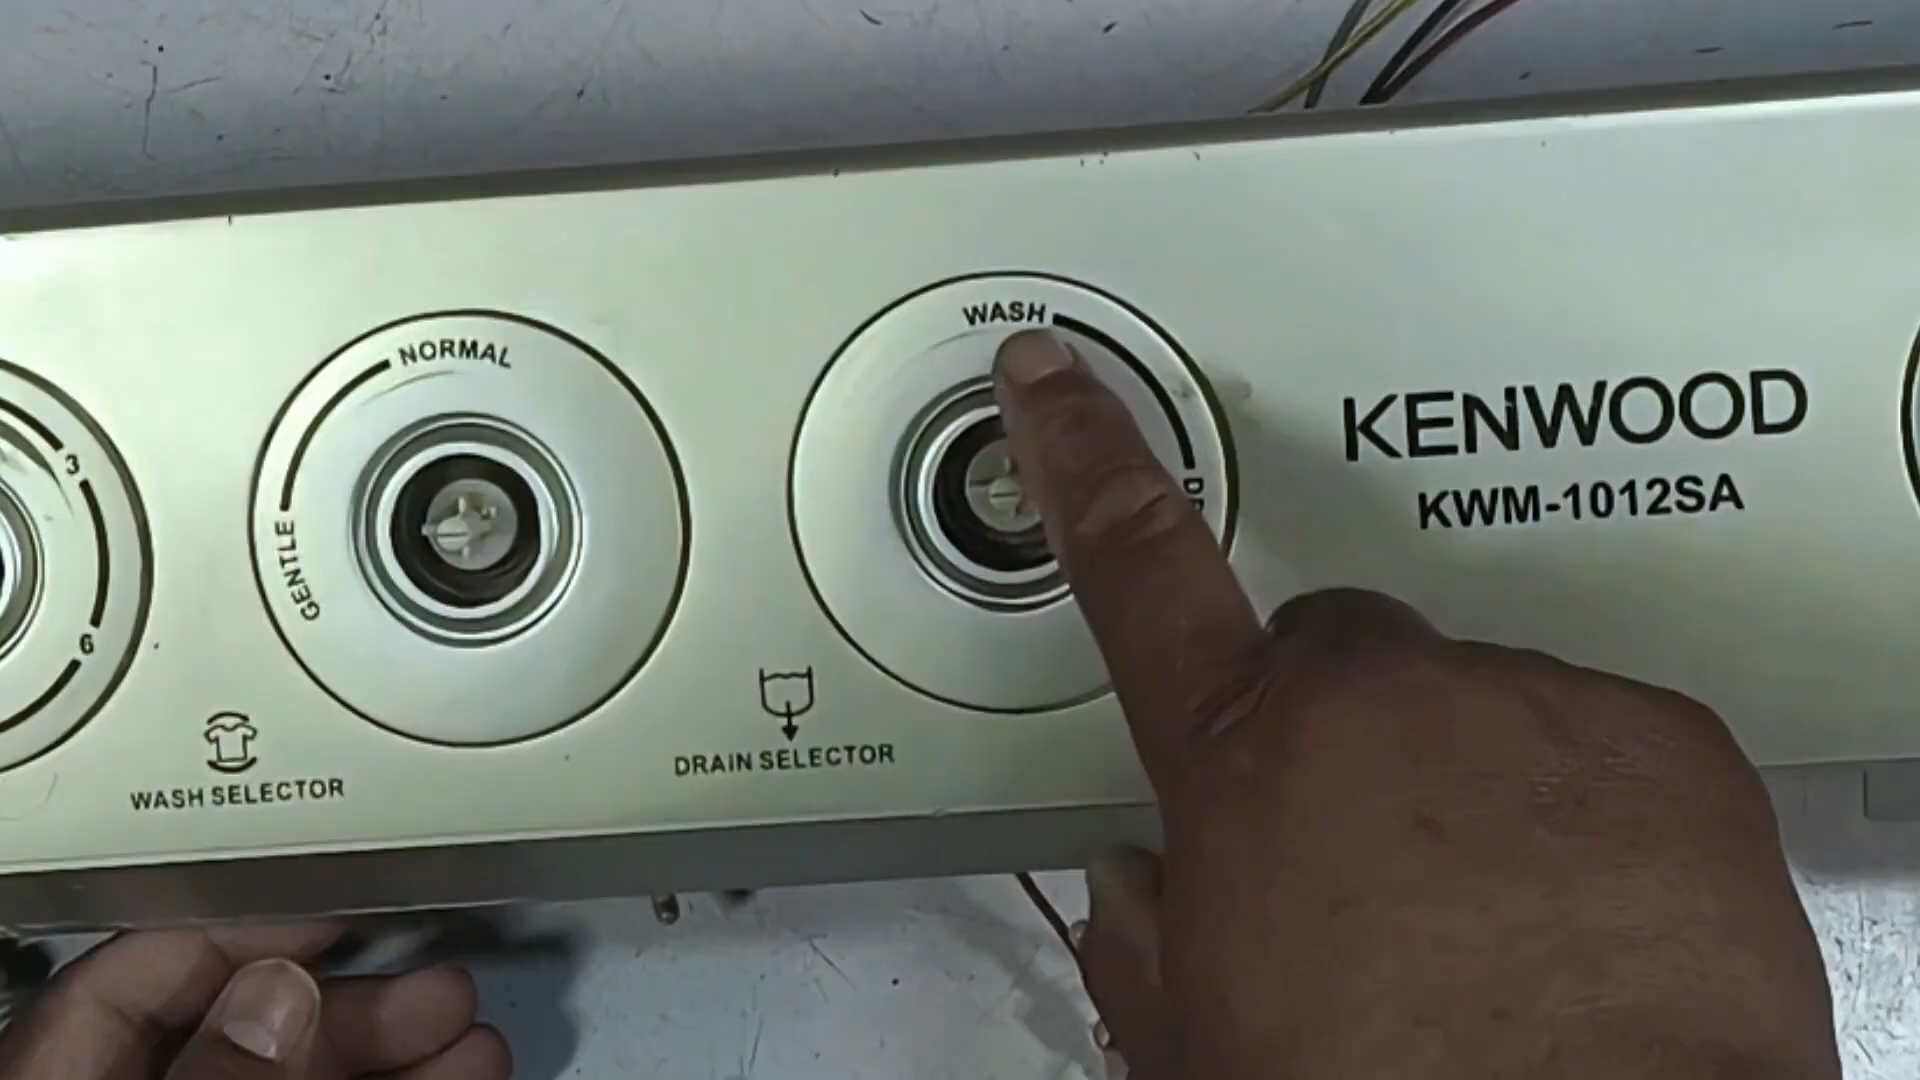 3
6
NORMAL
GENTLE
WASH
KENWOOD
KWM-1012SA
WASH SELECTOR
DRAIN SELECTOR